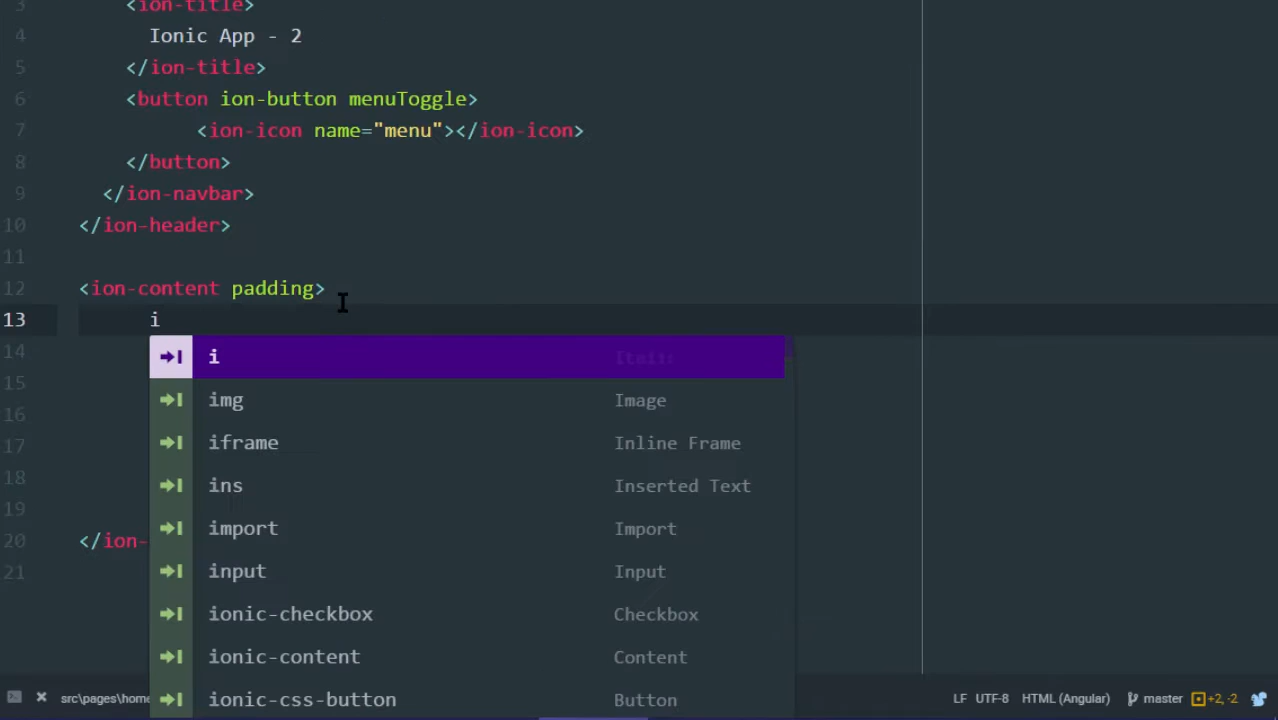 3 <ion-title>
4 Ionic App - 2
5 </ion-title>
6 <button ion-button menuToggle>
7 <ion-icon name="menu"></ion-icon>
8 </button>
9 </ion-navbar>
10 </ion-header>
11
12 <ion-content padding>
13 i
14 i
15 img Image
16 iframe Inline Frame
17 ins Inserted Text
18 import Import
19 input Input
20 </ion-
21
ionic-checkbox Checkbox
ionic-content Content
ionic-css-button Button
src\pages\home LF UTF-8 HTML (Angular) master +2, -2